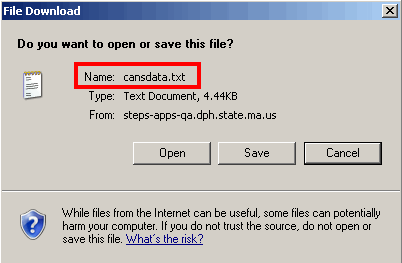 File Download
Do you want to open or save this file?
Name: cansdata.txt
Type: Text Document, 4.44KB
From: steps-apps-qa.dph.state.ma.us
Open Save Cancel
While files from the Internet can be useful, some files can potentially
harm your computer. If you do not trust the source, do not open or
save this file. What's the risk?